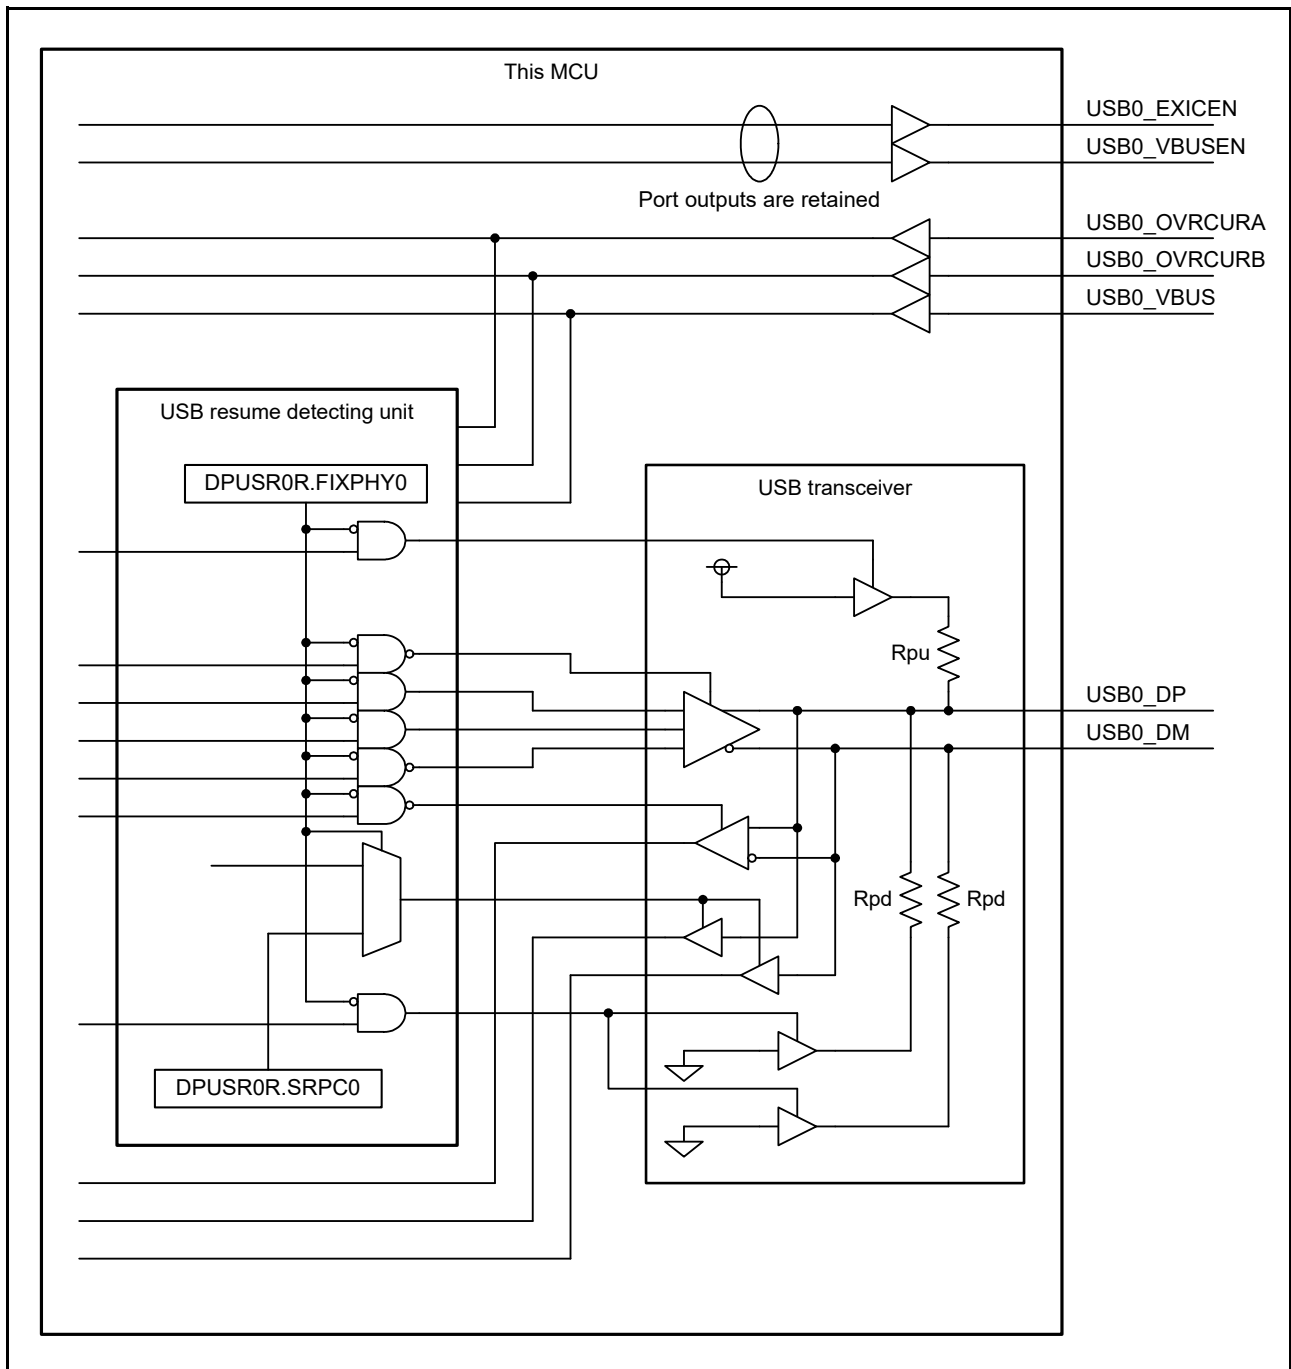 This MCU
USB0_EXICEN
USB0_VBUSEN
Port outputs are retained
USB0_OVRCURA
USB0_OVRCURB
USB0_VBUS
USB resume detecting unit
DPUSR0R.FIXPHY0
USB transceiver
Rpu
USB0_DP
USB0_DM
Rpd
Rpd
DPUSR0R.SRPC0